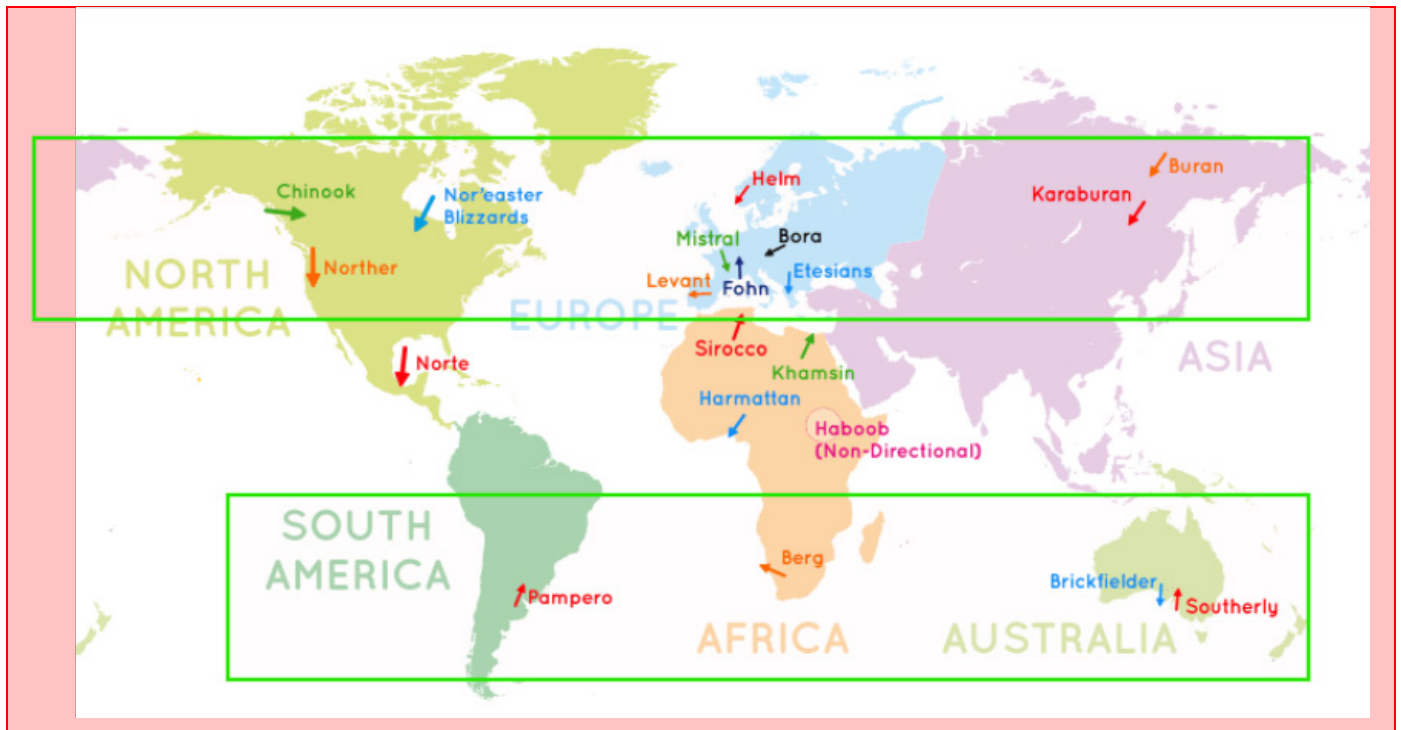 Helm
Buran
Chinook
Nor'easter
Blizzards
Karaburan
Mistral
Bora
NORTH
AMERICA
Norther
Levant
Fohn
Etesians
EUROPE
Sirocco
ASIA
Norte
Khamsin
Harmattan
Haboob
(Non-Directional)
SOUTH
AMERICA
Berg
Brickfielder
Pampero
Southerly
AFRICA
AUSTRALIA